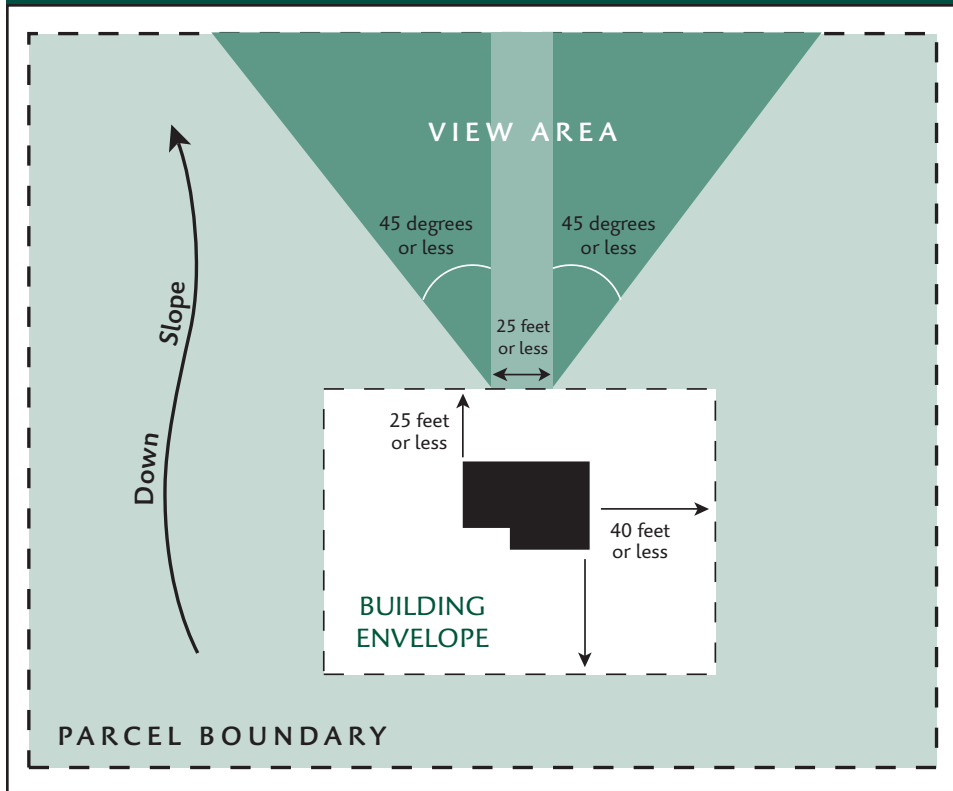 VIEW AREA
45 degrees
or less
45 degrees
or less
25 feet
or less
Down Slope
25 feet
or less
40 feet
or less
BUILDING
ENVELOPE
PARCEL BOUNDARY